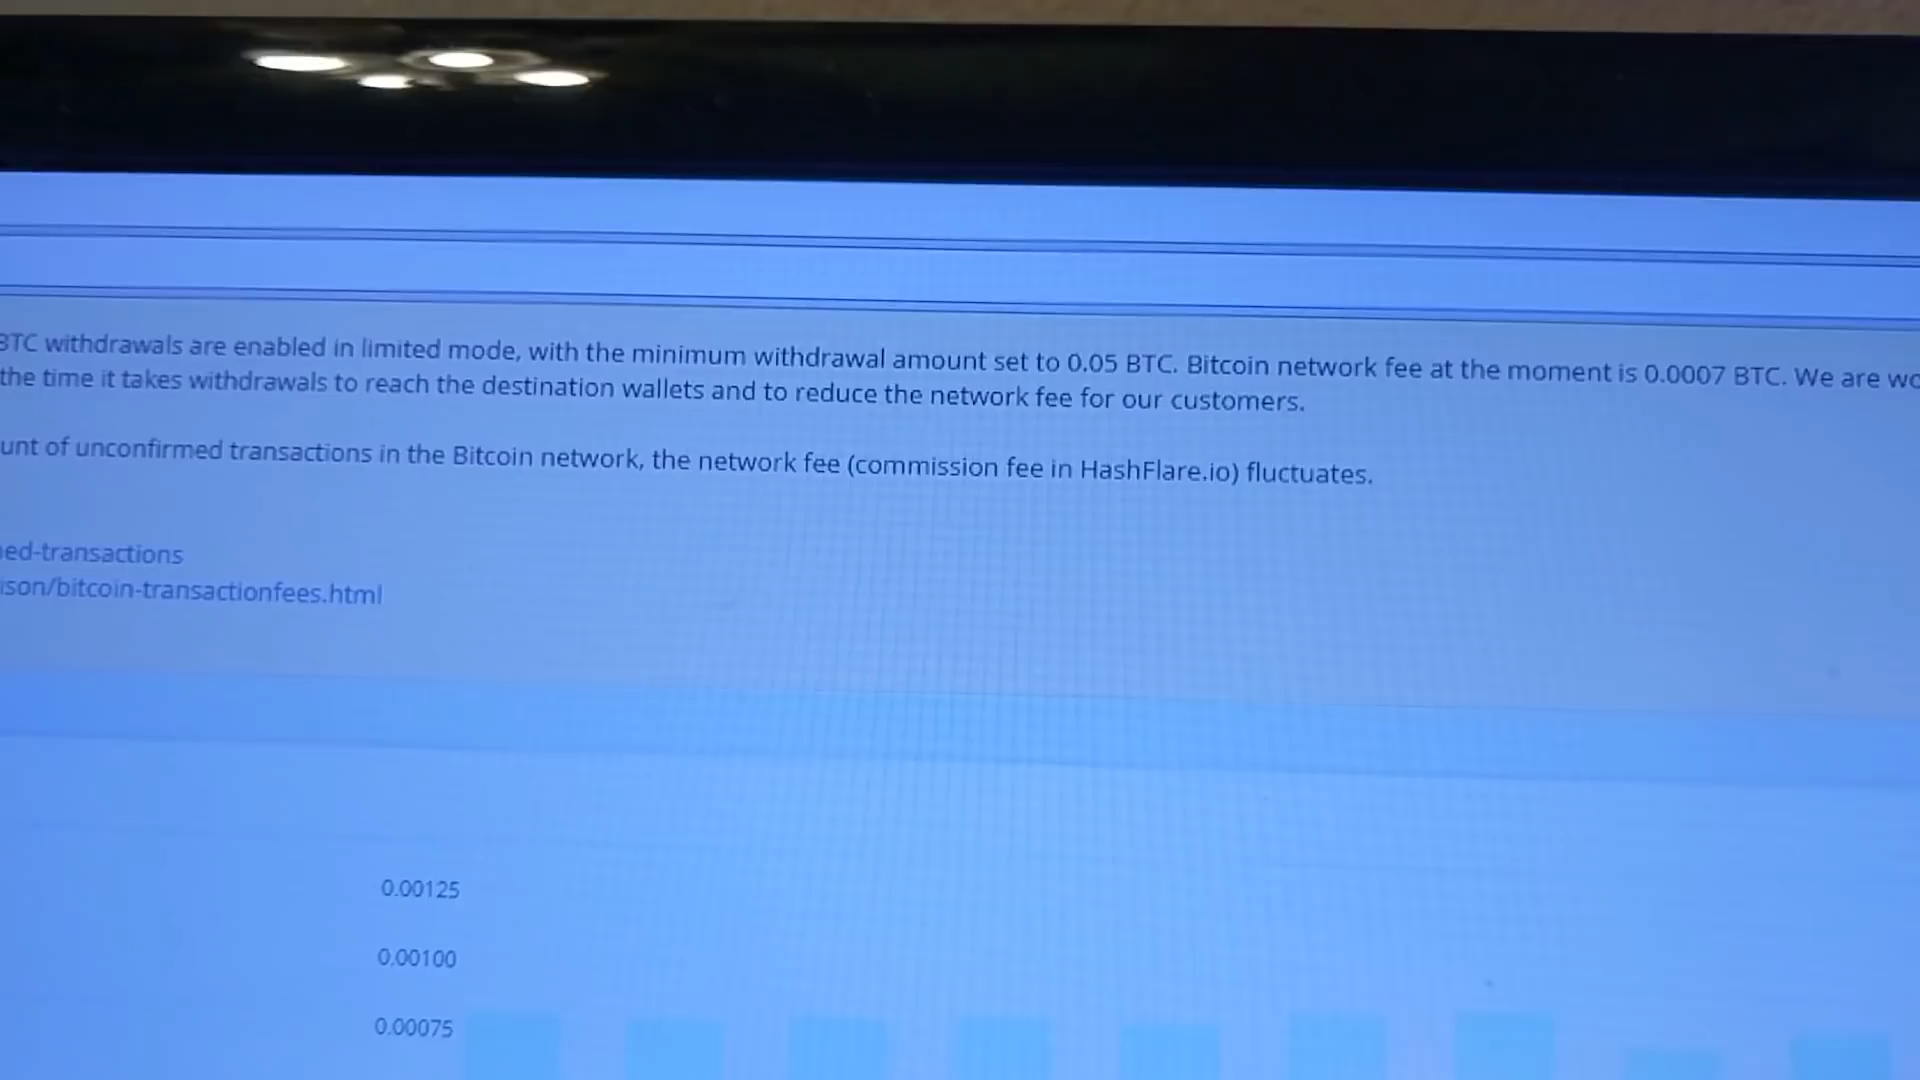 BTC withdrawals are enabled in limited mode, with the minimum withdrawal amount set to 0.05 BTC. Bitcoin network fee at the moment is 0.0007 BTC. We are wo
the time it takes withdrawals to reach the destination wallets and to reduce the network fee for our customers.
unt of unconfirmed transactions in the Bitcoin network, the network fee (commission fee in HashFlare.io) fluctuates.
ed-transactions
ison/bitcoin-transactionfees.html
0.00125
0.00100
0.00075